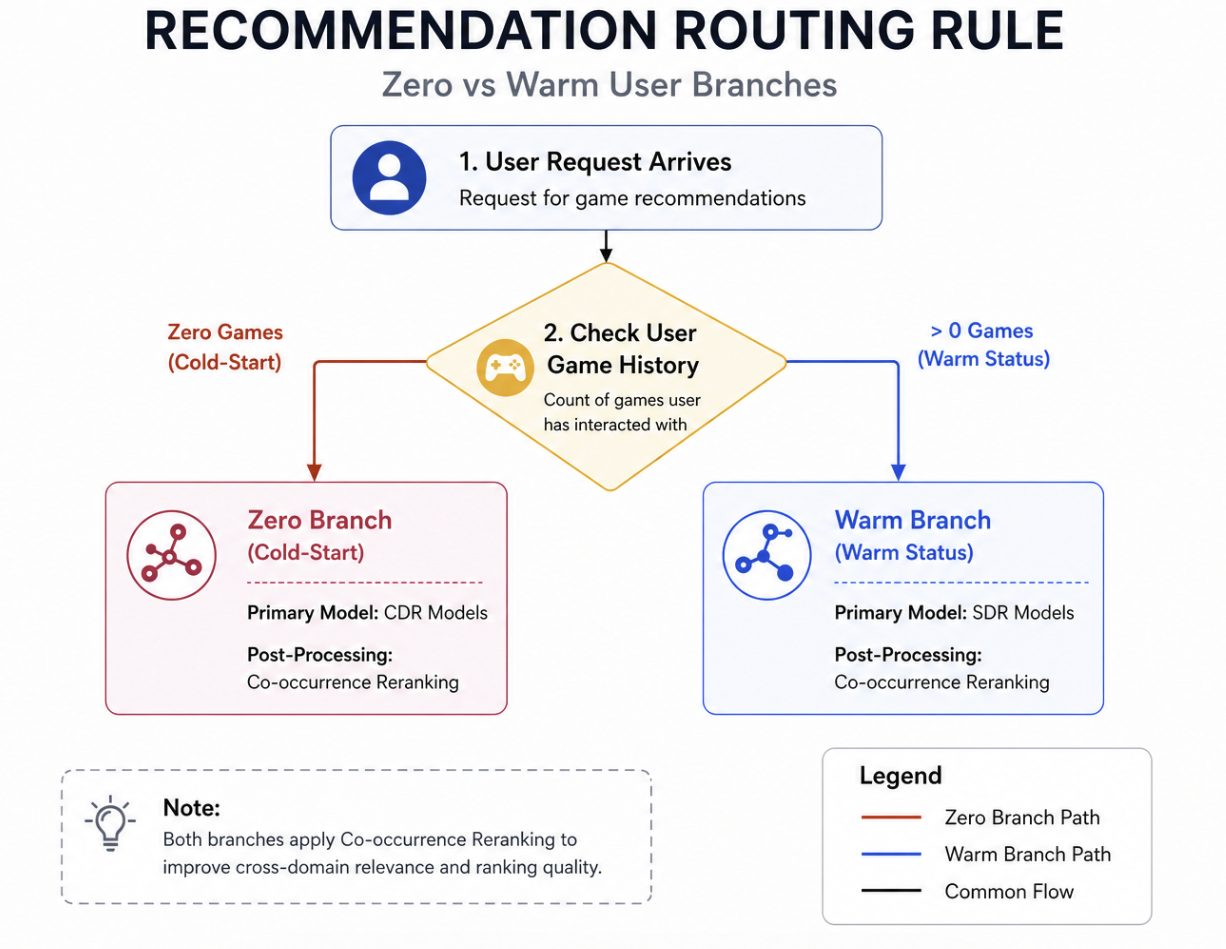 RECOMMENDATION ROUTING RULE
Zero vs Warm User Branches
1. User Request Arrives
Request for game recommendations
Zero Games
(Cold-Start)
2. Check User
Game History
Count of games user
has interacted with
> 0 Games
(Warm Status)
Zero Branch
(Cold-Start)
Primary Model: CDR Models
Post-Processing:
Co-occurrence Reranking
Warm Branch
(Warm Status)
Primary Model: SDR Models
Post-Processing:
Co-occurrence Reranking
Note:
Both branches apply Co-occurrence Reranking to
improve cross-domain relevance and ranking quality.
Legend
Zero Branch Path
Warm Branch Path
Common Flow